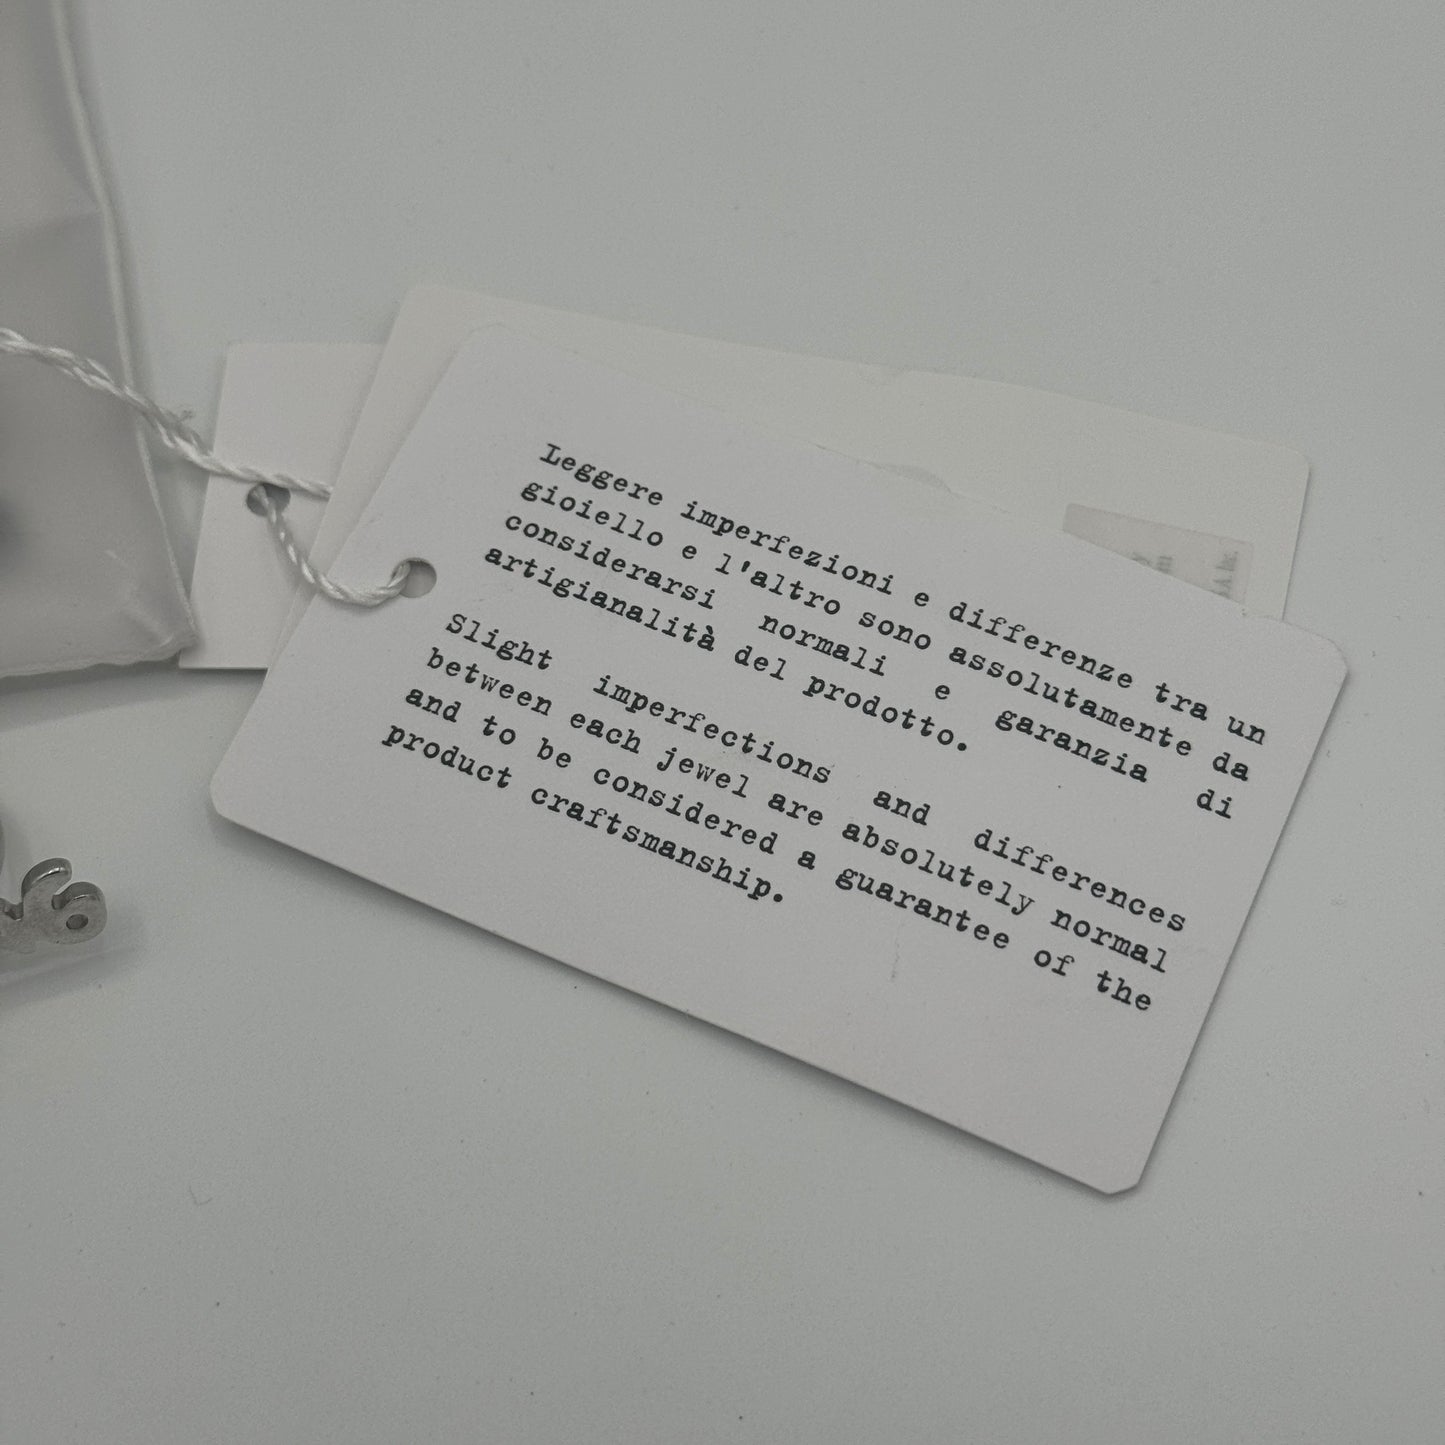 Leggere imperfezioni e differenze tra un
gioiello e l'altro sono assolutamente da
considerarsi normali e garanzia di
artigianalità del prodotto.
Slight imperfections and differences
between each jewel are absolutely normal
and to be considered a guarantee of the
product craftsmanship.